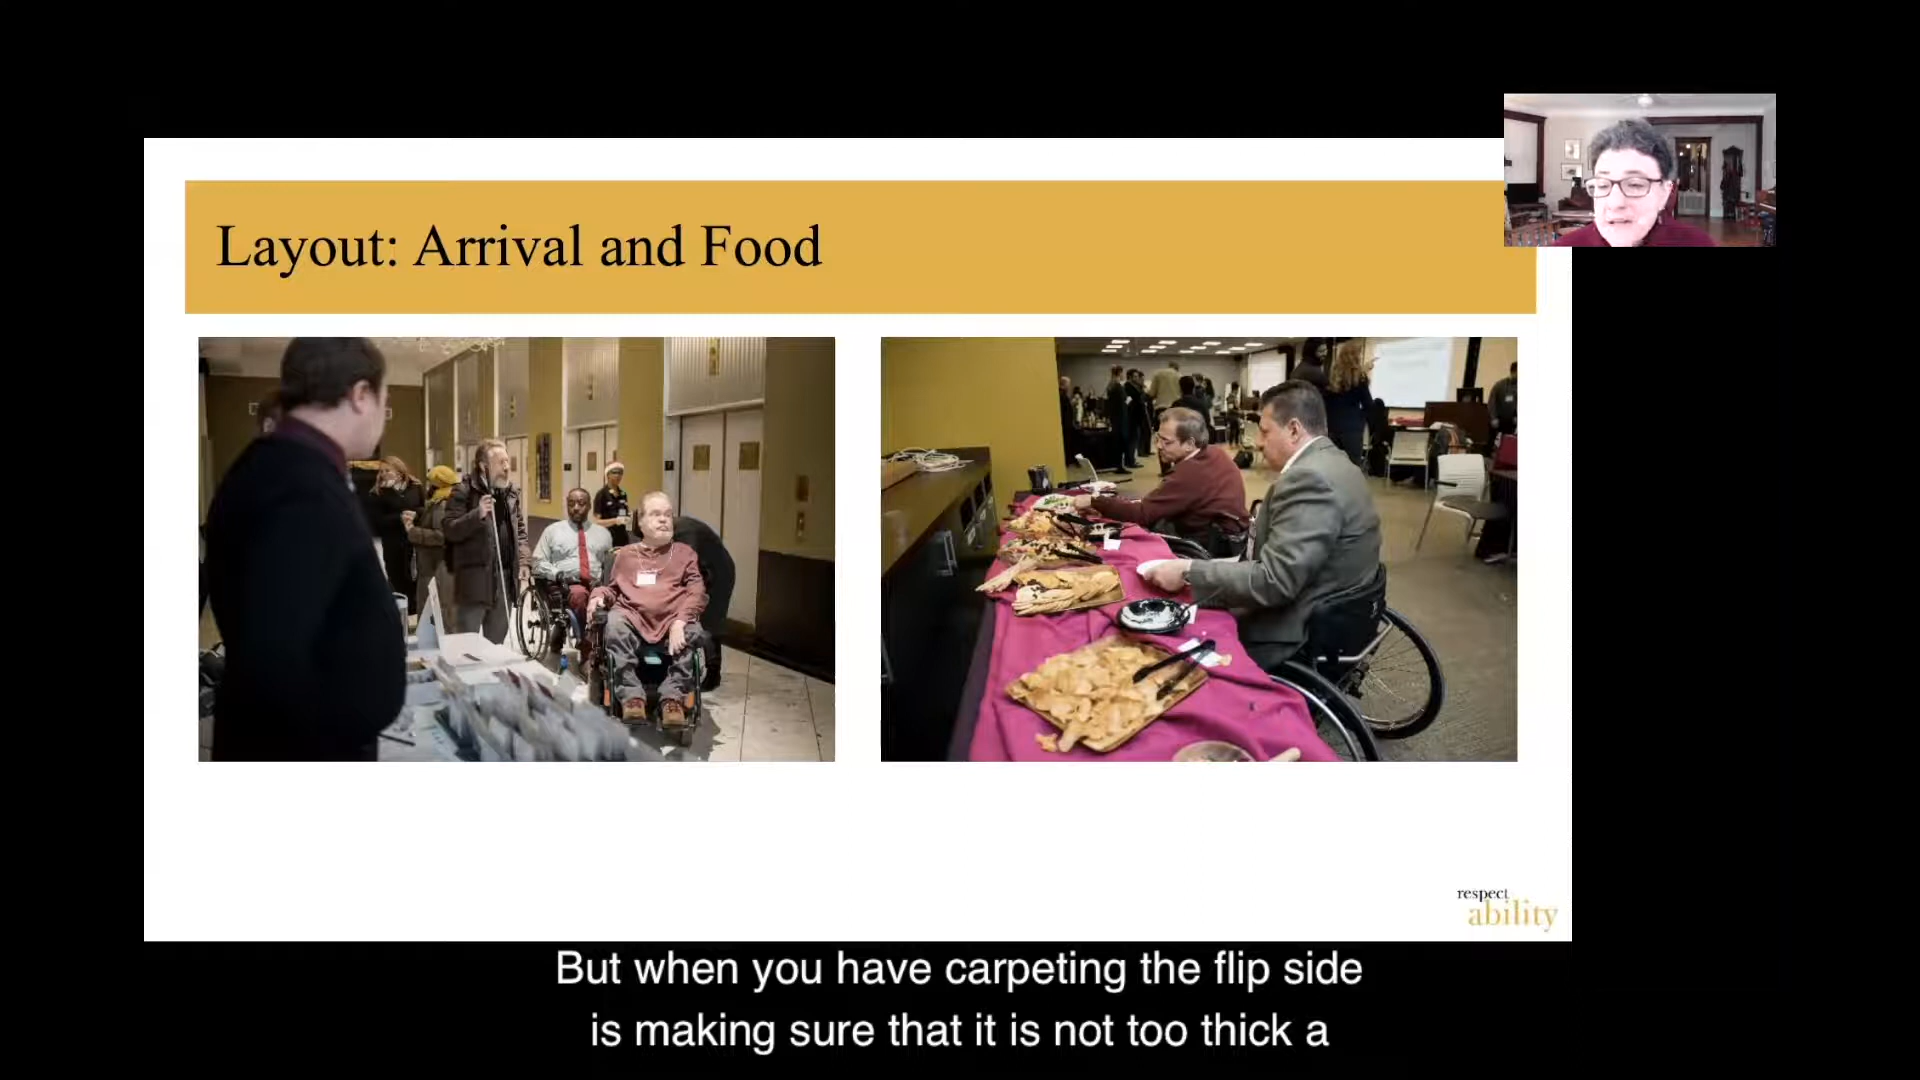 Layout: Arrival and Food
respect
ability
But when you have carpeting the flip side
is making sure that it is not too thick a